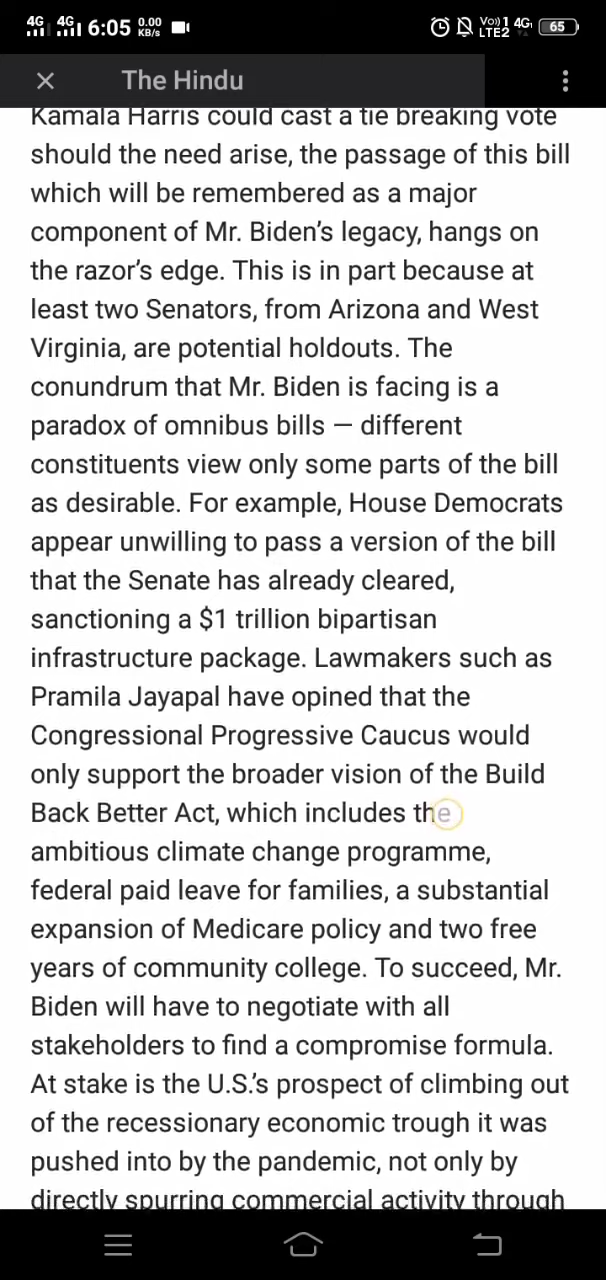 4G 4G 6:05 0.00 KB/s Vo)) 1 4G LTE2 65
The Hindu
Kamala Harris could cast a tie breaking vote
should the need arise, the passage of this bill
which will be remembered as a major
component of Mr. Biden’s legacy, hangs on
the razor’s edge. This is in part because at
least two Senators, from Arizona and West
Virginia, are potential holdouts. The
conundrum that Mr. Biden is facing is a
paradox of omnibus bills — different
constituents view only some parts of the bill
as desirable. For example, House Democrats
appear unwilling to pass a version of the bill
that the Senate has already cleared,
sanctioning a $1 trillion bipartisan
infrastructure package. Lawmakers such as
Pramila Jayapal have opined that the
Congressional Progressive Caucus would
only support the broader vision of the Build
Back Better Act, which includes the
ambitious climate change programme,
federal paid leave for families, a substantial
expansion of Medicare policy and two free
years of community college. To succeed, Mr.
Biden will have to negotiate with all
stakeholders to find a compromise formula.
At stake is the U.S.’s prospect of climbing out
of the recessionary economic trough it was
pushed into by the pandemic, not only by
directly spurring commercial activity through